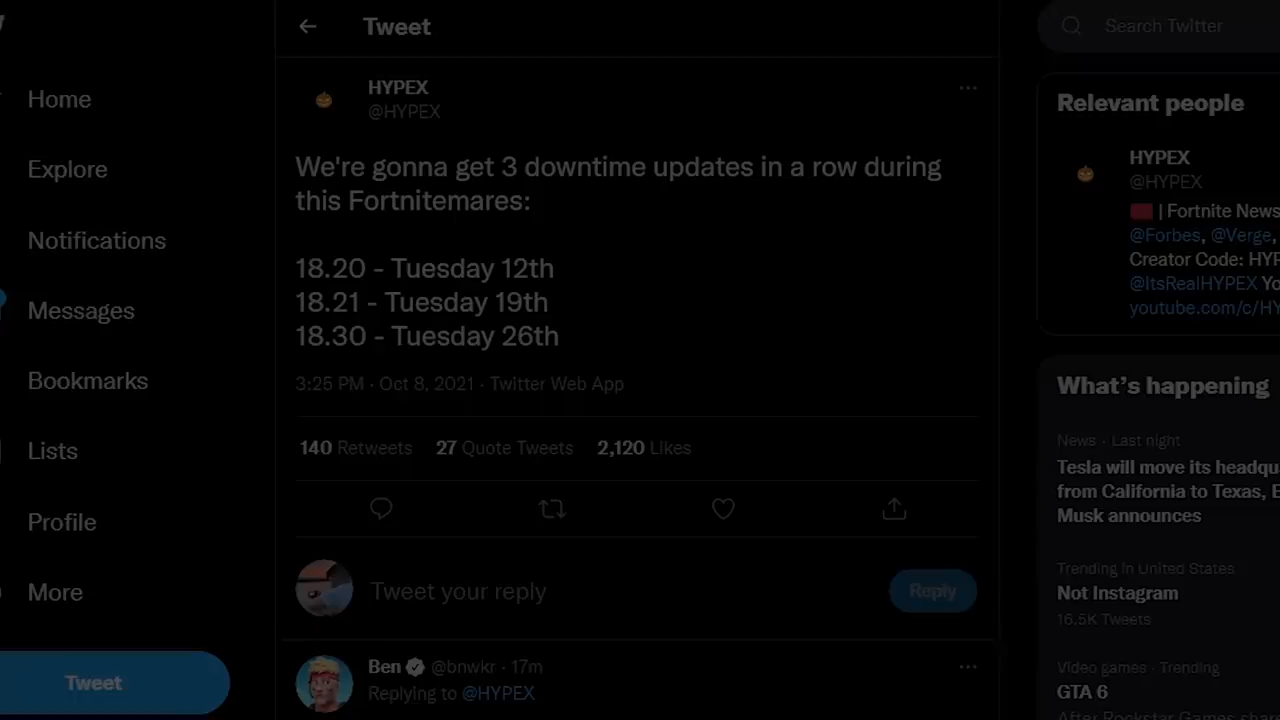 Tweet
Search Twitter
HYPEX
@HYPEX
We're gonna get 3 downtime updates in a row during
this Fortnitemares:
18.20 - Tuesday 12th
18.21 - Tuesday 19th
18.30 - Tuesday 26th
3:25 PM · Oct 8, 2021 · Twitter Web App
140 Retweets 27 Quote Tweets 2,120 Likes
Tweet your reply
Reply
Ben @bnwkr · 17m
Replying to @HYPEX
Home
Explore
Notifications
Messages
Bookmarks
Lists
Profile
More
Tweet
Relevant people
HYPEX
@HYPEX
| Fortnite News
@Forbes, @Verge,
Creator Code: HYP
@ItsRealHYPEX Yo
youtube.com/c/HY
What's happening
News · Last night
Tesla will move its headqu
from California to Texas, E
Musk announces
Trending in United States
Not Instagram
16.5K Tweets
Video games · Trending
GTA 6
After Rockstar Games shar